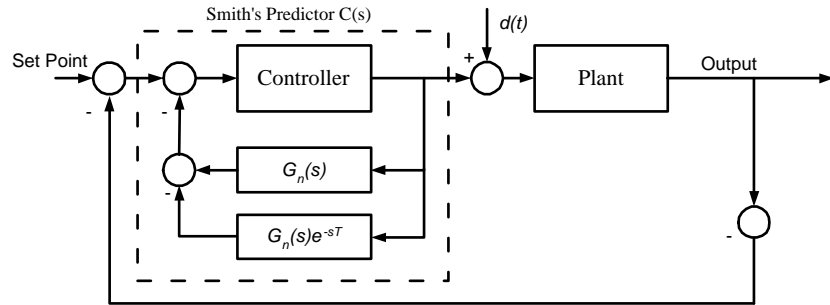 Smith's Predictor C(s)
d(t)
+
Set Point
Controller
Plant
Output
-
-
Gn(s)
-
-
Gn(s)e-sT